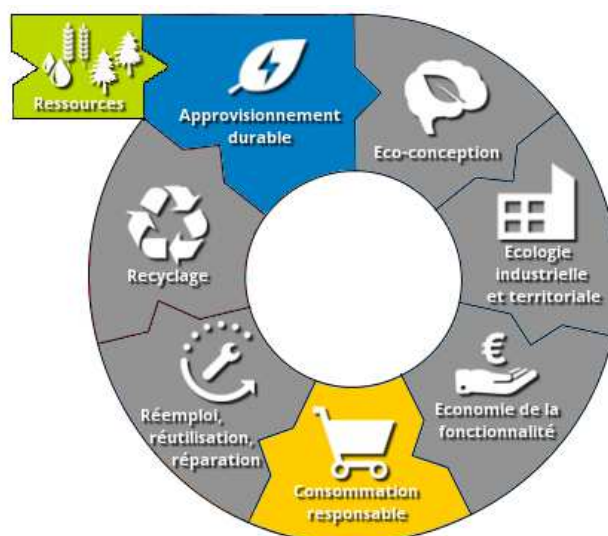 Ressources
Approvisionnement
durable
Eco-conception
Ecologie
industrielle
et territoriale
€
Economie de la
fonctionnalité
Consommation
responsable
Réemploi,
réutilisation,
réparation
Recyclage